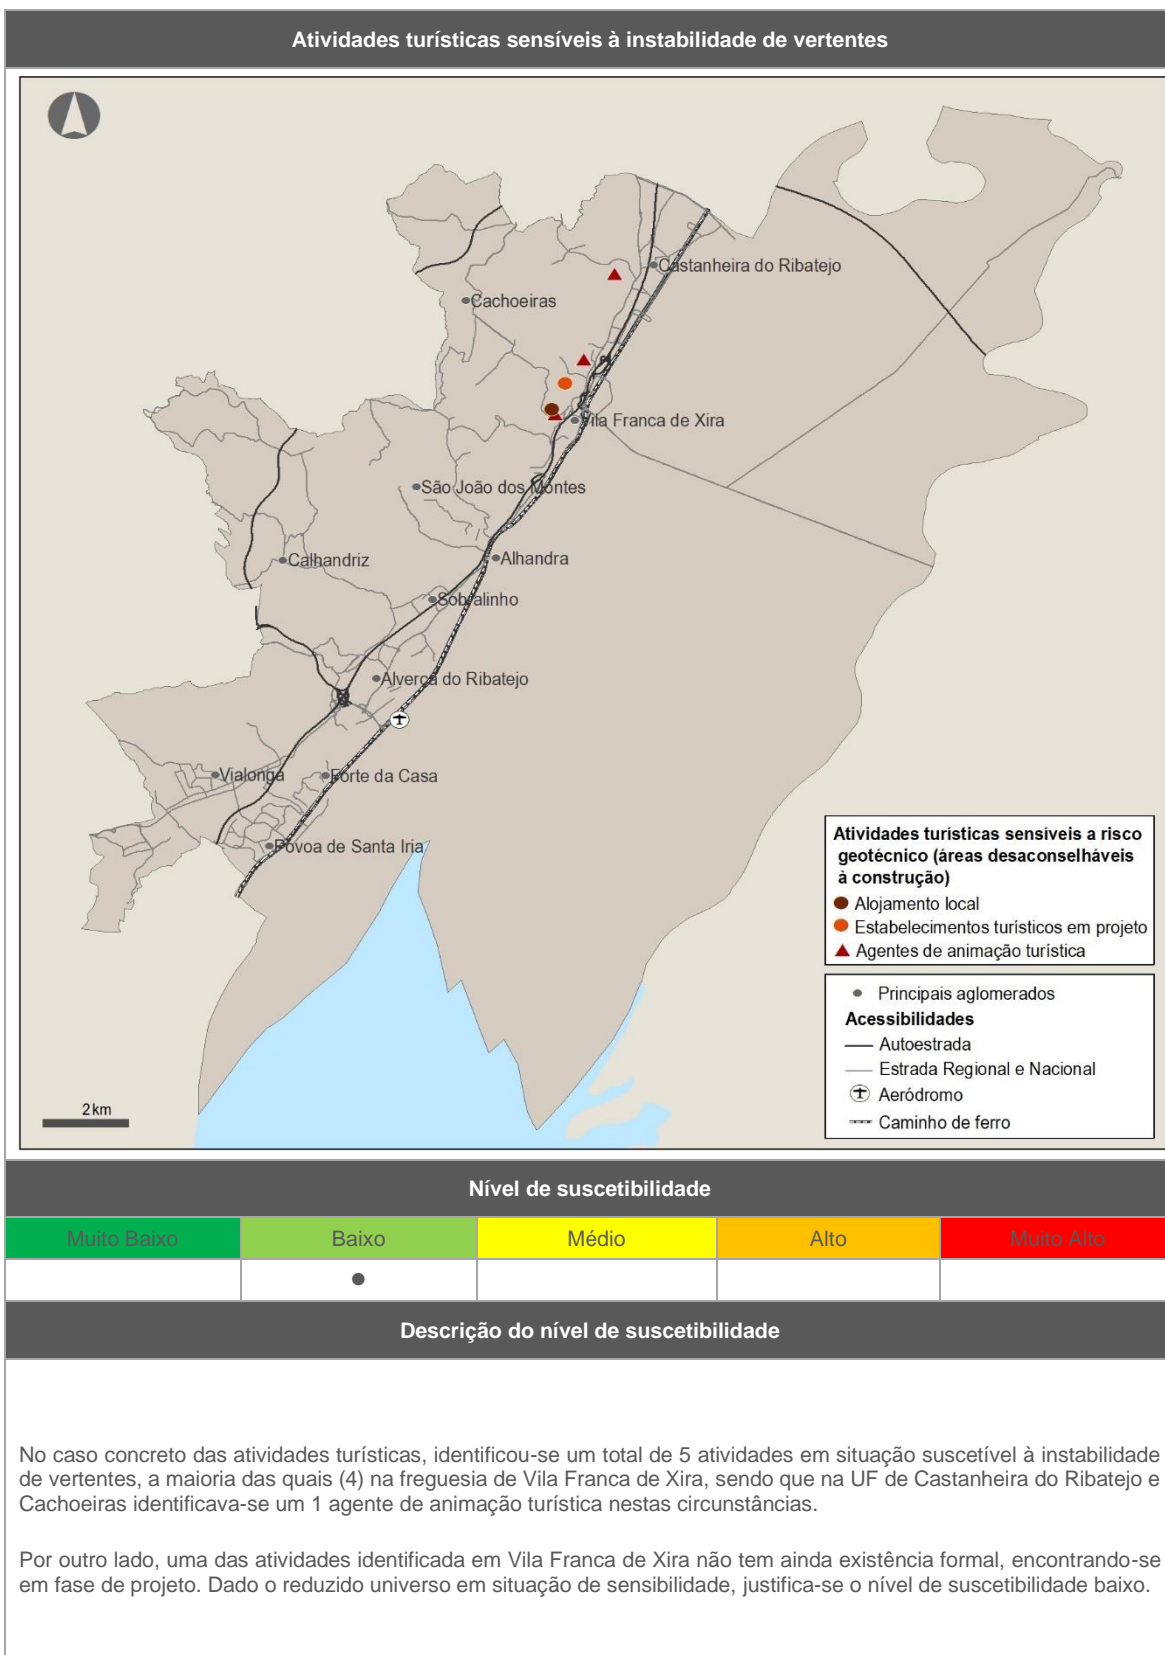 Atividades turísticas sensíveis à instabilidade de vertentes
Castanheira do Ribatejo
Cachoeiras
Vila Franca de Xira
São João dos Montes
Calhandriz
Alhandra
Sobralinho
Alverca do Ribatejo
Vialonga
Forte da Casa
Póvoa de Santa Iria
Atividades turísticas sensíveis a risco
geotécnico (áreas desaconselháveis
à construção)
Alojamento local
Estabelecimentos turísticos em projeto
Agentes de animação turística
Principais aglomerados
Acessibilidades
Autoestrada
Estrada Regional e Nacional
Aeródromo
Caminho de ferro
2 km
Nível de suscetibilidade
Muito Baixo Baixo Médio Alto Muito Alto
Descrição do nível de suscetibilidade
No caso concreto das atividades turísticas, identificou-se um total de 5 atividades em situação suscetível à instabilidade
de vertentes, a maioria das quais (4) na freguesia de Vila Franca de Xira, sendo que na UF de Castanheira do Ribatejo e
Cachoeiras identificava-se um 1 agente de animação turística nestas circunstâncias.
Por outro lado, uma das atividades identificada em Vila Franca de Xira não tem ainda existência formal, encontrando-se
em fase de projeto. Dado o reduzido universo em situação de sensibilidade, justifica-se o nível de suscetibilidade baixo.